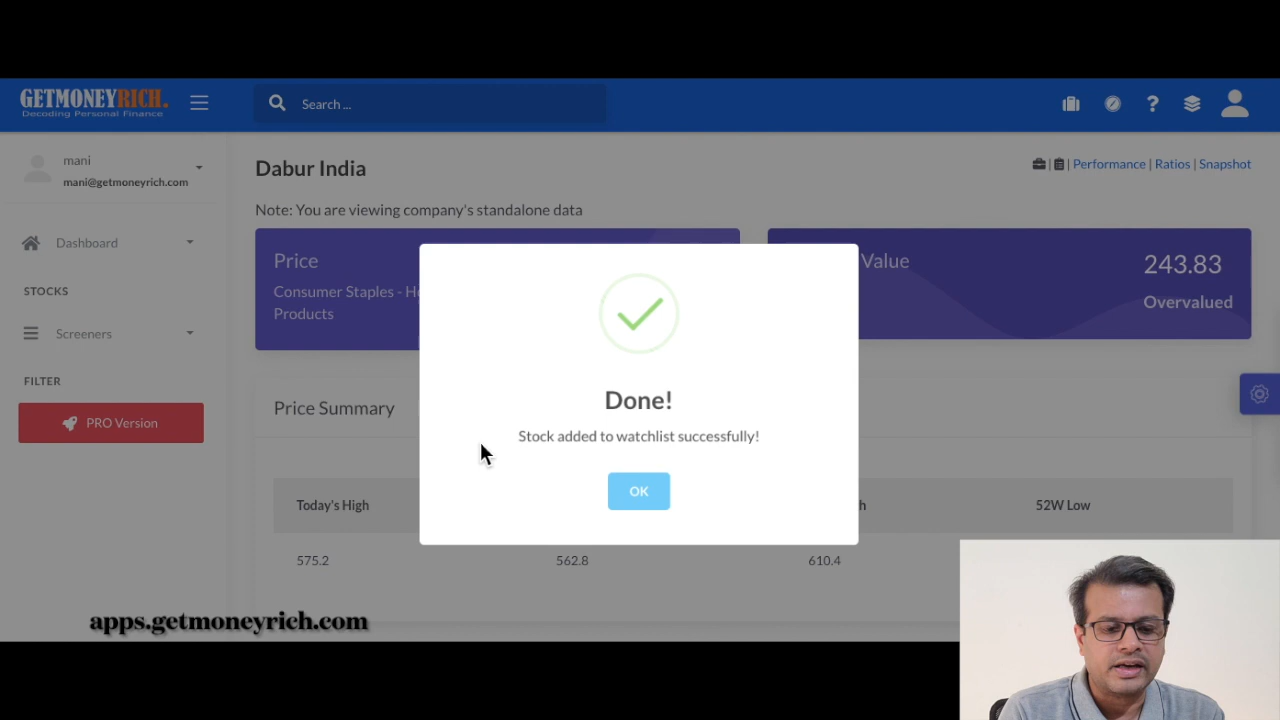 GETMONEYRICH.
Decoding Personal Finance
Search ...
?
mani
mani@getmoneyrich.com
Dashboard
STOCKS
Screeners
FILTER
PRO Version
Dabur India
| | Performance | Ratios | Snapshot
Note: You are viewing company's standalone data
Price
Consumer Staples - 
Products
Value
243.83
Overvalued
Done!
Stock added to watchlist successfully!
OK
Price Summary
Today's High
52W Low
575.2
562.8
610.4
apps.getmoneyrich.com